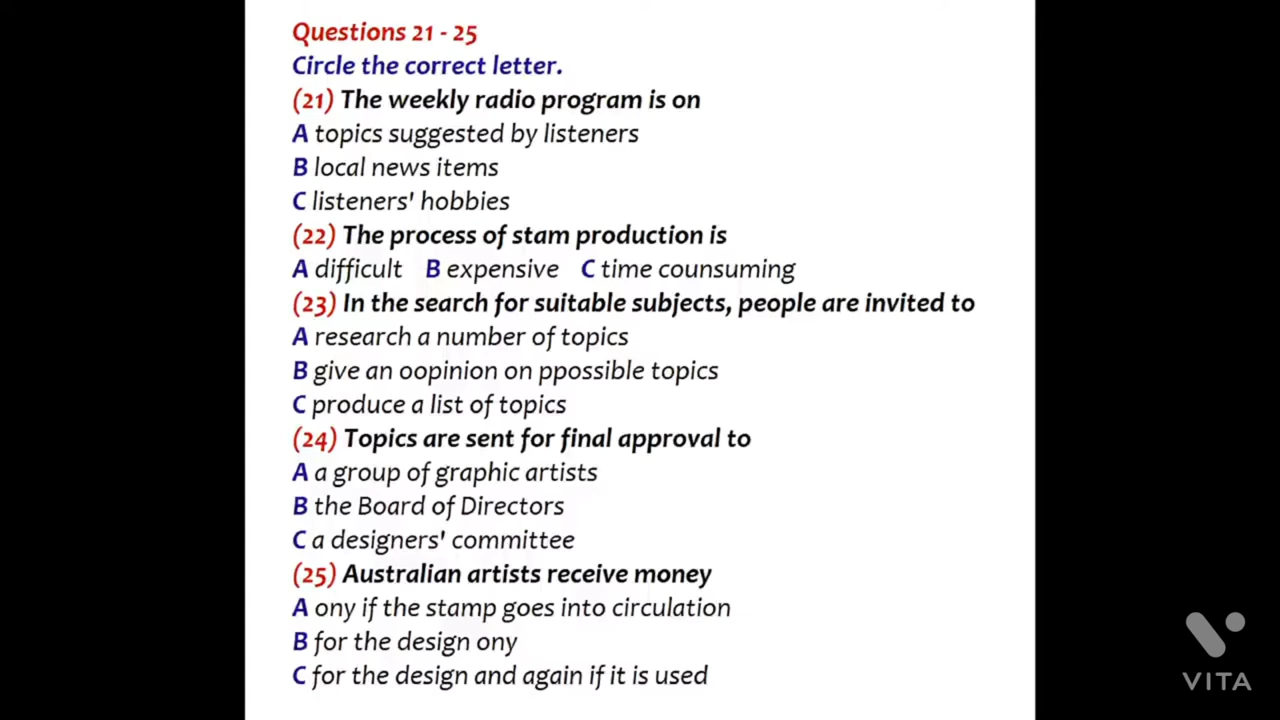 Questions 21 - 25
Circle the correct letter.
(21) The weekly radio program is on
A topics suggested by listeners
B local news items
C listeners' hobbies
(22) The process of stam production is
A difficult B expensive C time counsuming
(23) In the search for suitable subjects, people are invited to
A research a number of topics
B give an oopinion on ppossible topics
C produce a list of topics
(24) Topics are sent for final approval to
A a group of graphic artists
B the Board of Directors
C a designers' committee
(25) Australian artists receive money
A ony if the stamp goes into circulation
B for the design ony
C for the design and again if it is used
VITA